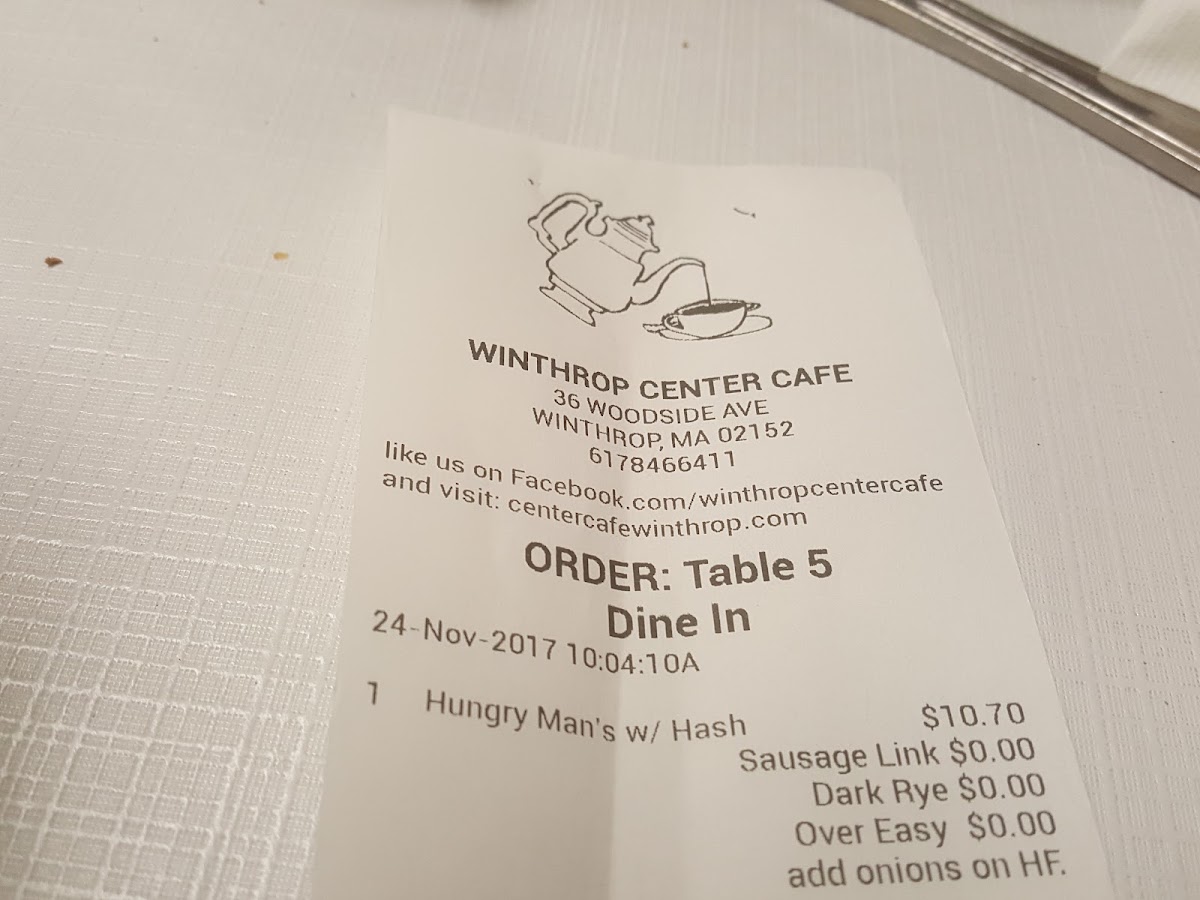 WINTHROP CENTER CAFE
36 WOODSIDE AVE
WINTHROP, MA 02152
6178466411
like us on Facebook.com/winthropcentercafe
and visit: centercafewinthrop.com
ORDER: Table 5
Dine In
24-Nov-2017 10:04:10A
1 Hungry Man's w/ Hash $10.70
Sausage Link $0.00
Dark Rye $0.00
Over Easy $0.00
add onions on HF.